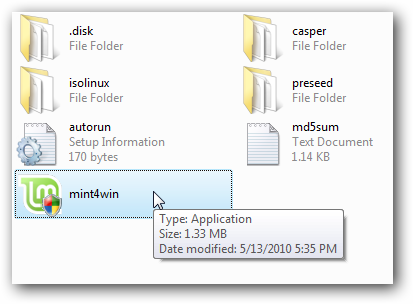 .disk
File Folder
casper
File Folder
isolinux
File Folder
preseed
File Folder
autorun
Setup Information
170 bytes
md5sum
Text Document
1.14 KB
mint4win
Type: Application
Size: 1.33 MB
Date modified: 5/13/2010 5:35 PM